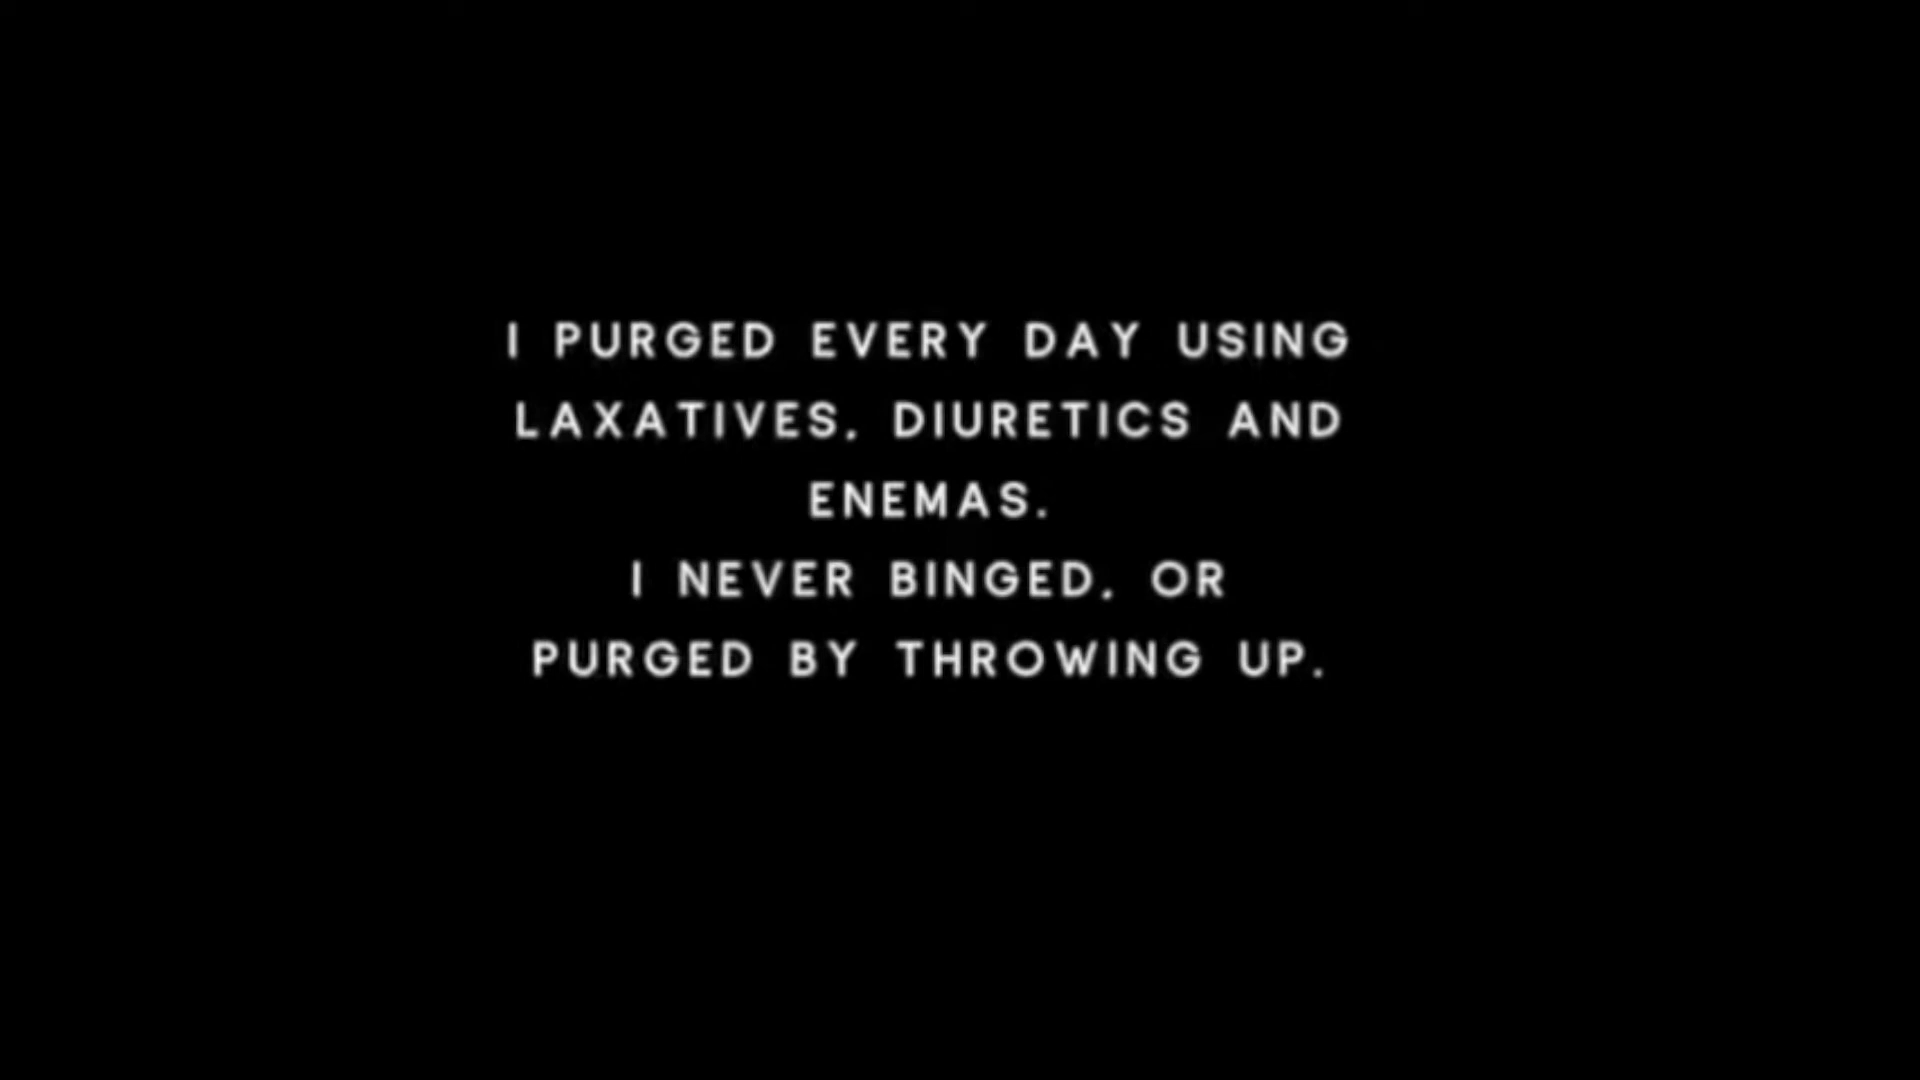 I PURGED EVERY DAY USING
LAXATIVES, DIURETICS AND
ENEMAS.
I NEVER BINGED, OR
PURGED BY THROWING UP.